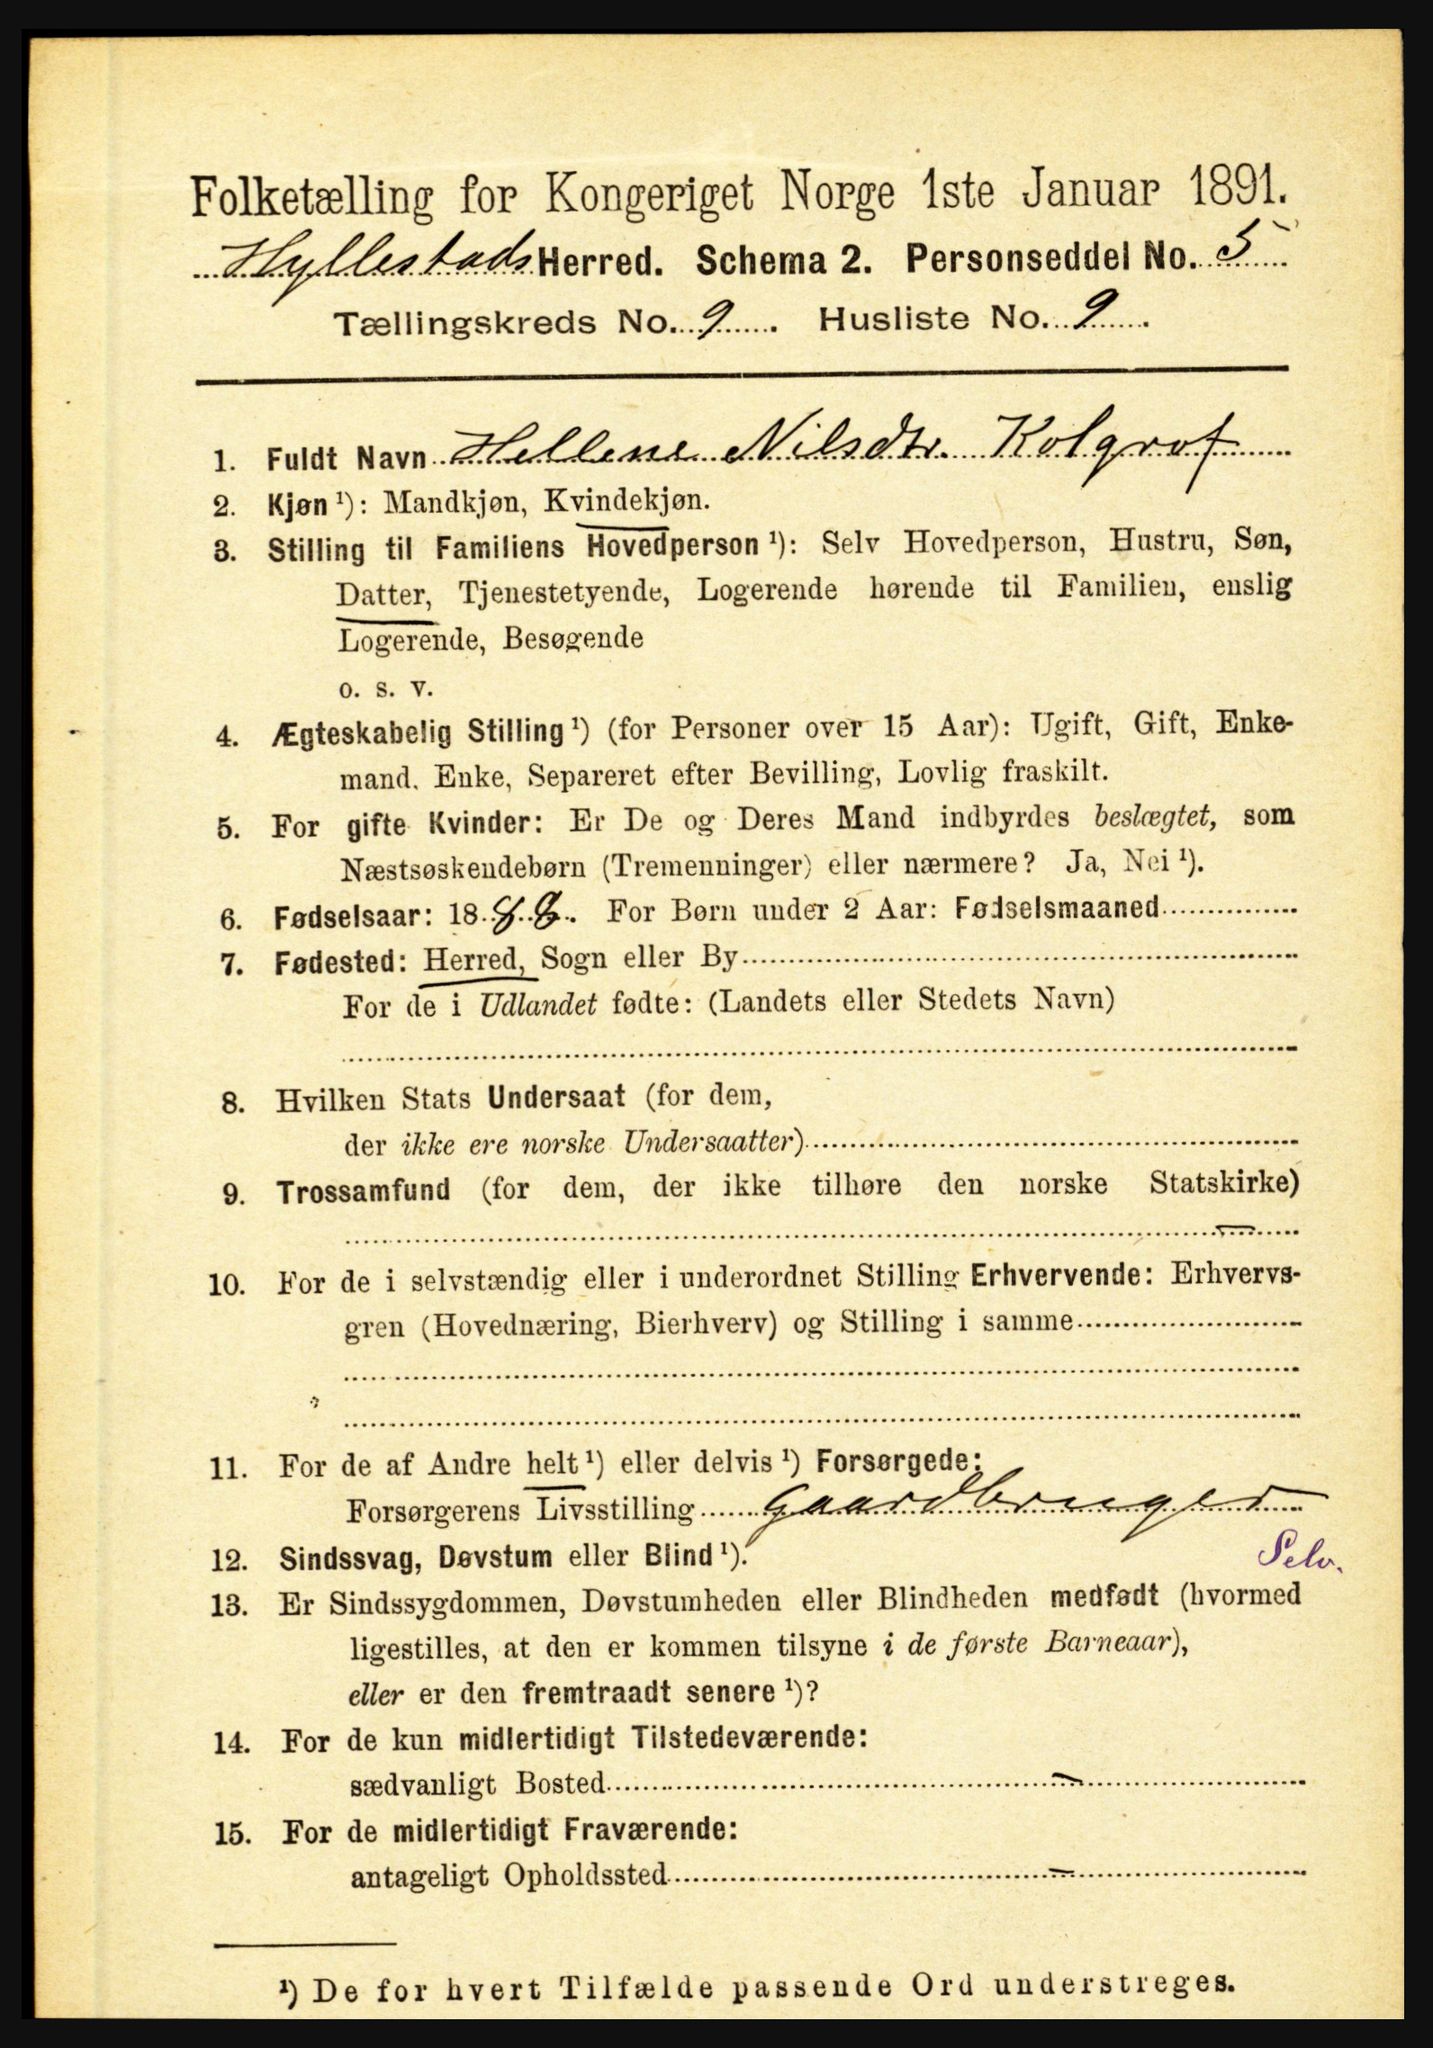 Folketælling for Kongeriget Norge 1ste Januar 1891.
Hyllestads Herred. Schema 2. Personseddel No. 5
Tællingskreds No. 9. Husliste No. 9.
1. Fuldt Navn Hellene Nilsdtr. Kolgrof
2. Kjøn ¹): Mandkjøn, Kvindekjøn.
3. Stilling til Familiens Hovedperson ¹): Selv Hovedperson, Hustru, Søn,
Datter, Tjenestetyende, Logerende hørende til Familien, enslig
Logerende, Besøgende
o. s. v.
4. Ægteskabelig Stilling ¹) (for Personer over 15 Aar): Ugift, Gift, Enke-
mand, Enke, Separeret efter Bevilling, Lovlig fraskilt.
5. For gifte Kvinder: Er De og Deres Mand indbyrdes beslægtet, som
Næstsøskendebørn (Tremenninger) eller nærmere? Ja, Nei ¹).
6. Fødselsaar: 1888. For Børn under 2 Aar: Fødselsmaaned
7. Fødested: Herred, Sogn eller By
For de i Udlandet fødte: (Landets eller Stedets Navn)
8. Hvilken Stats Undersaat (for dem,
der ikke ere norske Undersaatter)
9. Trossamfund (for dem, der ikke tilhøre den norske Statskirke)
—
10. For de i selvstændig eller i underordnet Stilling Erhvervende: Erhvervs-
gren (Hovednæring, Bierhverv) og Stilling i samme
11. For de af Andre helt ¹) eller delvis ¹) Forsørgede:
Forsørgerens Livsstilling Gaardbruger
12. Sindssvag, Døvstum eller Blind ¹). Selv.
13. Er Sindssygdommen, Døvstumheden eller Blindheden medfødt (hvormed
ligestilles, at den er kommen tilsyne i de første Barneaar),
eller er den fremtraadt senere ¹)?
14. For de kun midlertidigt Tilstedeværende:
sædvanligt Bosted —
15. For de midlertidigt Fraværende:
antageligt Opholdssted —
¹) De for hvert Tilfælde passende Ord understreges.